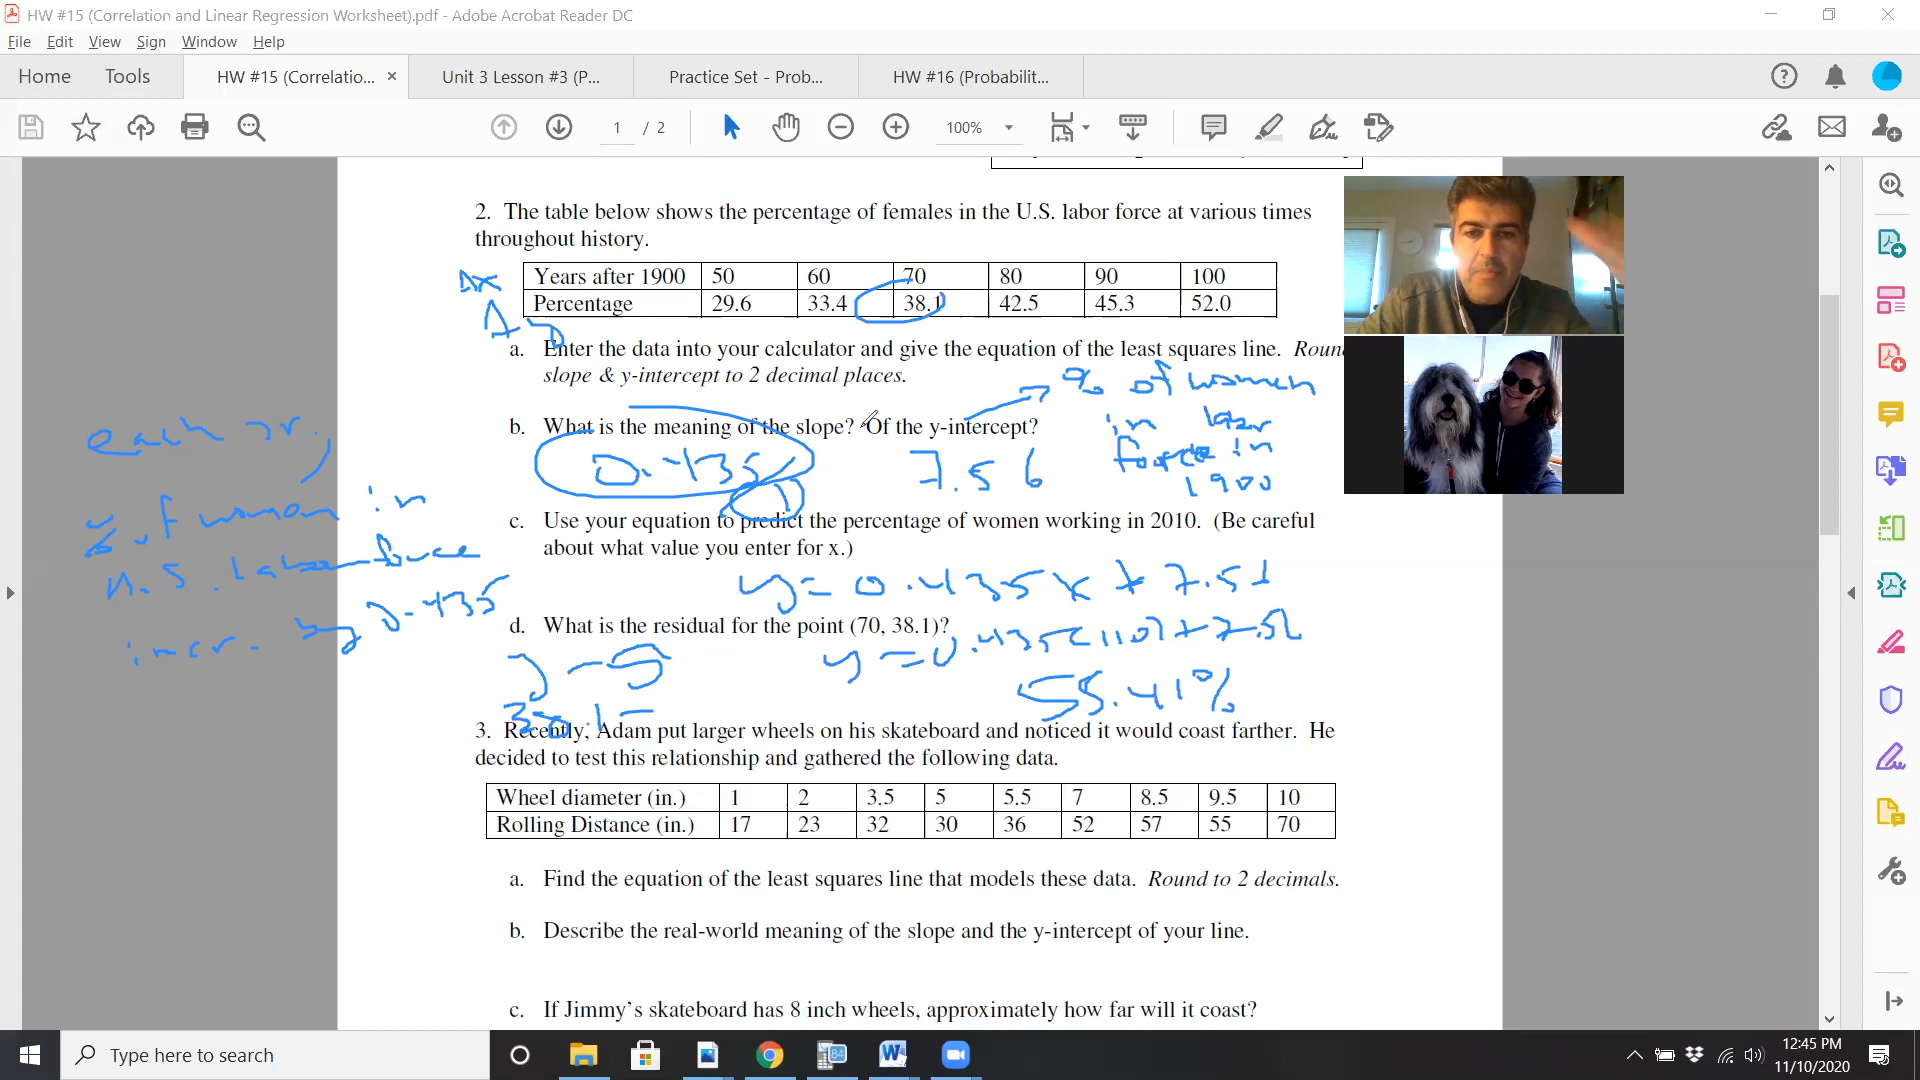 HW #15 (Correlation and Linear Regression Worksheet).pdf - Adobe Acrobat Reader DC
File Edit View Sign Window Help
Home Tools HW #15 (Correlatio... × Unit 3 Lesson #3 (P... Practice Set - Prob... HW #16 (Probabilit...
1 / 2 100%
2. The table below shows the percentage of females in the U.S. labor force at various times
throughout history.
Δx Years after 1900 50 60 70 80 90 100
Percentage 29.6 33.4 38.1 42.5 45.3 52.0
a. Enter the data into your calculator and give the equation of the least squares line. Roun
slope & y-intercept to 2 decimal places.
% of women
in labor
force in
1900
b. What is the meaning of the slope? Of the y-intercept?
0.435
1
7.56
each yr,
% of women in
U.S. labor force
incr. by 0.435
c. Use your equation to predict the percentage of women working in 2010. (Be careful
about what value you enter for x.)
y = 0.435x + 7.56
d. What is the residual for the point (70, 38.1)?
y = 0.435(110) + 7.56
55.41%
38.1 -
3. Recently, Adam put larger wheels on his skateboard and noticed it would coast farther. He
decided to test this relationship and gathered the following data.
Wheel diameter (in.) 1 2 3.5 5 5.5 7 8.5 9.5 10
Rolling Distance (in.) 17 23 32 30 36 52 57 55 70
a. Find the equation of the least squares line that models these data. Round to 2 decimals.
b. Describe the real-world meaning of the slope and the y-intercept of your line.
c. If Jimmy's skateboard has 8 inch wheels, approximately how far will it coast?
Type here to search
12:45 PM
11/10/2020